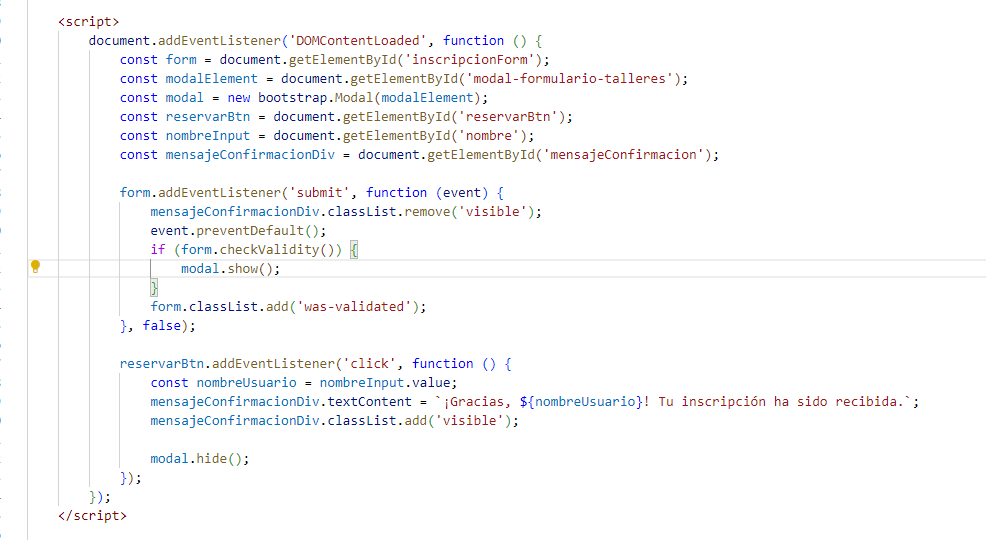 <script>
document.addEventListener('DOMContentLoaded', function () {
const form = document.getElementById('inscripcionForm');
const modalElement = document.getElementById('modal-formulario-talleres');
const modal = new bootstrap.Modal(modalElement);
const reservarBtn = document.getElementById('reservarBtn');
const nombreInput = document.getElementById('nombre');
const mensajeConfirmacionDiv = document.getElementById('mensajeConfirmacion');
form.addEventListener('submit', function (event) {
mensajeConfirmacionDiv.classList.remove('visible');
event.preventDefault();
if (form.checkValidity()) {
modal.show();
}
form.classList.add('was-validated');
}, false);
reservarBtn.addEventListener('click', function () {
const nombreUsuario = nombreInput.value;
mensajeConfirmacionDiv.textContent = `¡Gracias, ${nombreUsuario}! Tu inscripción ha sido recibida.`;
mensajeConfirmacionDiv.classList.add('visible');
modal.hide();
});
});
</script>